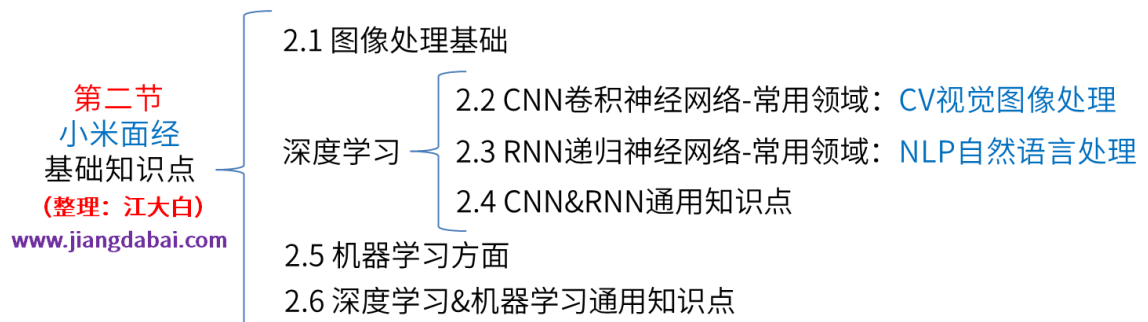 第二节
小米面经
基础知识点
（整理：江大白）
www.jiangdabai.com
2.1 图像处理基础
深度学习
2.2 CNN卷积神经网络-常用领域：CV视觉图像处理
2.3 RNN递归神经网络-常用领域：NLP自然语言处理
2.4 CNN&RNN通用知识点
2.5 机器学习方面
2.6 深度学习&机器学习通用知识点